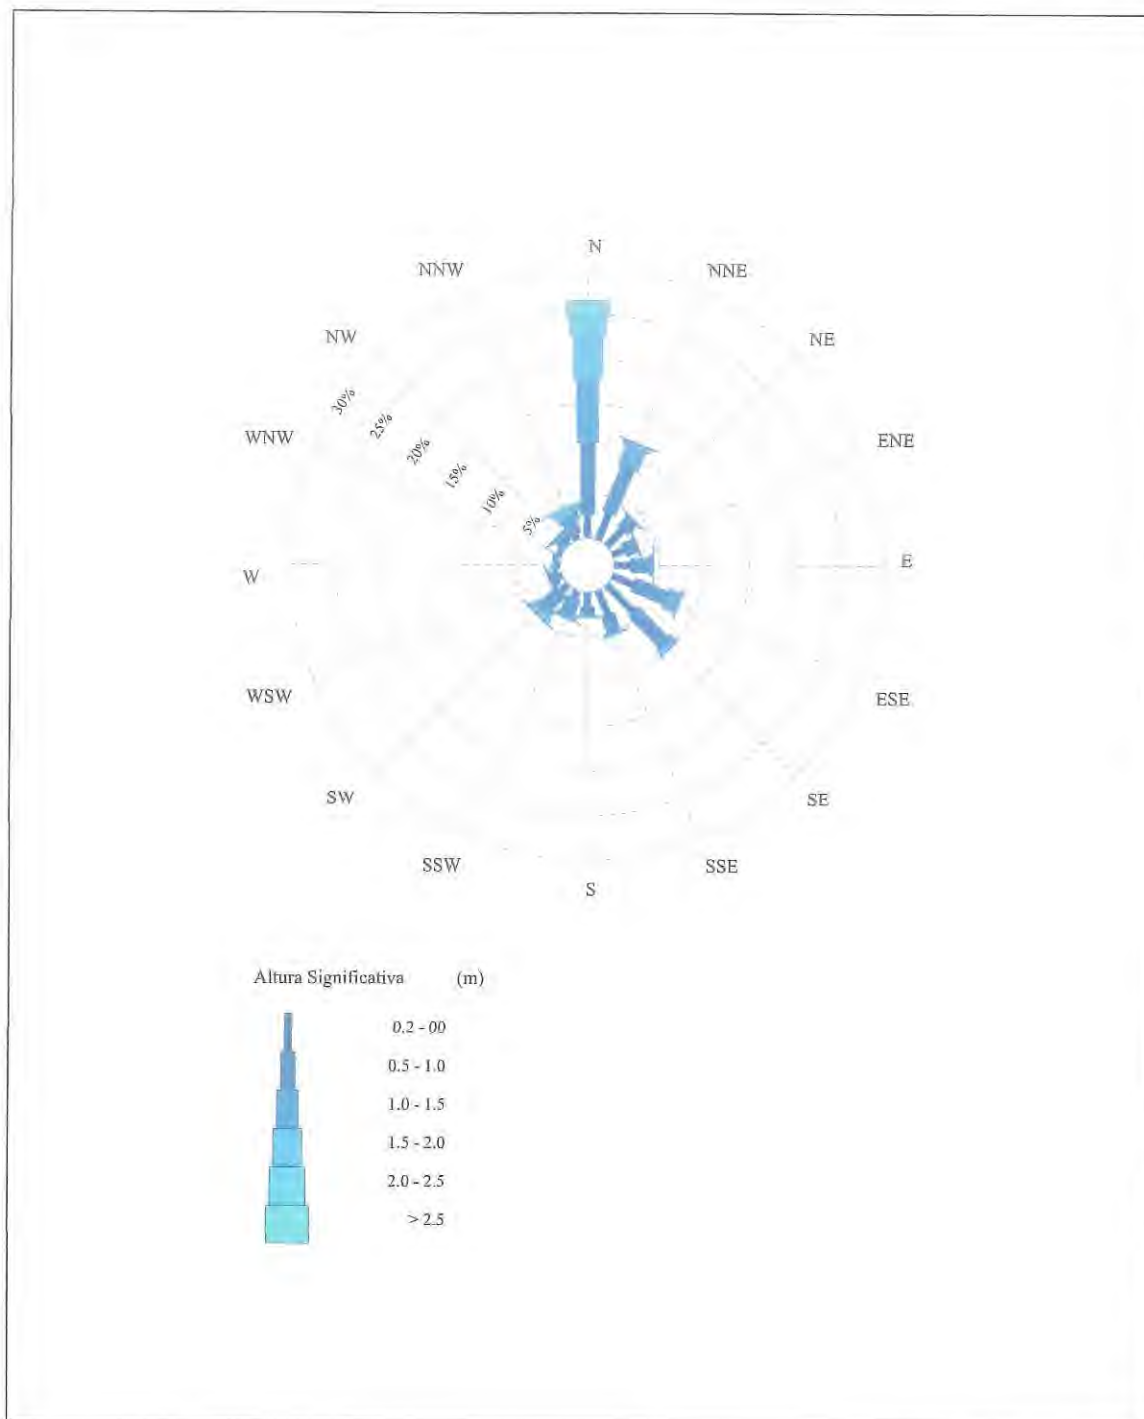 N
NNW
NNE
NW
NE
30%
25%
WNW
20%
ENE
15%
10%
5%
W
E
WSW
ESE
SW
SE
SSW
SSE
S
Altura Significativa (m)
0.2 - 00
0.5 - 1.0
1.0 - 1.5
1.5 - 2.0
2.0 - 2.5
> 2.5